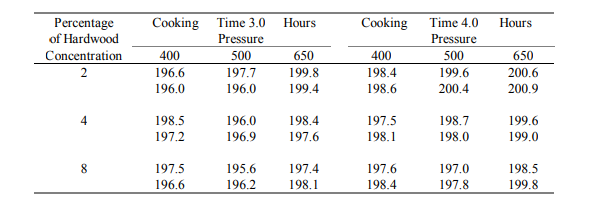 Percentage Cooking Time 3.0 Hours Cooking Time 4.0 Hours
of Hardwood Pressure Pressure
Concentration 400 500 650 400 500 650
2 196.6 197.7 199.8 198.4 199.6 200.6
196.0 196.0 199.4 198.6 200.4 200.9
4 198.5 196.0 198.4 197.5 198.7 199.6
197.2 196.9 197.6 198.1 198.0 199.0
8 197.5 195.6 197.4 197.6 197.0 198.5
196.6 196.2 198.1 198.4 197.8 199.8